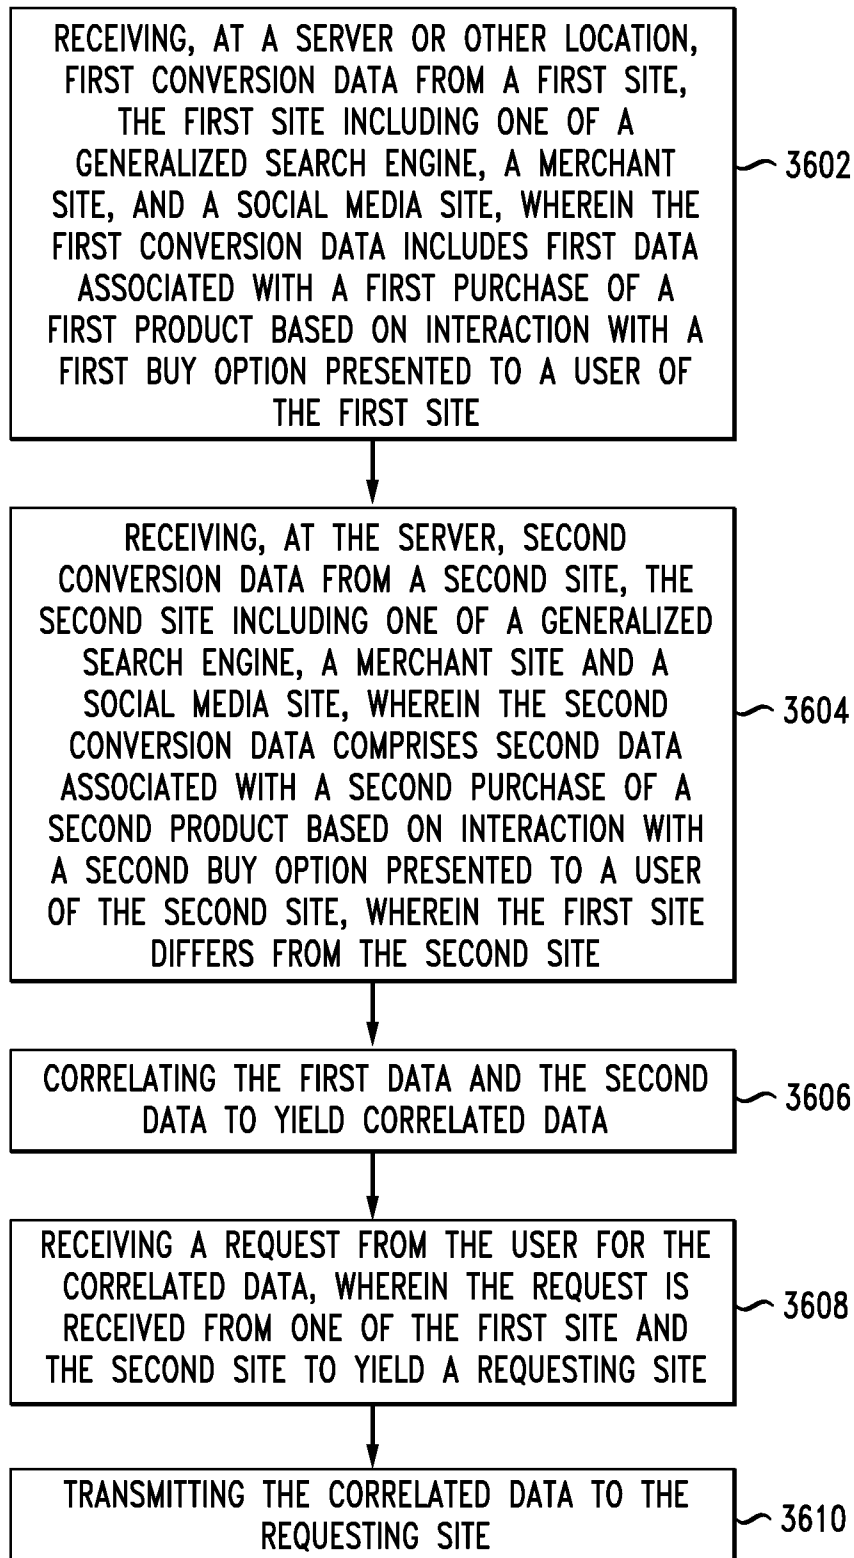 RECEIVING, AT A SERVER OR OTHER LOCATION,
FIRST CONVERSION DATA FROM A FIRST SITE,
THE FIRST SITE INCLUDING ONE OF A
GENERALIZED SEARCH ENGINE, A MERCHANT
SITE, AND A SOCIAL MEDIA SITE, WHEREIN THE
FIRST CONVERSION DATA INCLUDES FIRST DATA
ASSOCIATED WITH A FIRST PURCHASE OF A
FIRST PRODUCT BASED ON INTERACTION WITH A
FIRST BUY OPTION PRESENTED TO A USER OF
THE FIRST SITE
3602
RECEIVING, AT THE SERVER, SECOND
CONVERSION DATA FROM A SECOND SITE, THE
SECOND SITE INCLUDING ONE OF A GENERALIZED
SEARCH ENGINE, A MERCHANT SITE AND A
SOCIAL MEDIA SITE, WHEREIN THE SECOND
CONVERSION DATA COMPRISES SECOND DATA
ASSOCIATED WITH A SECOND PURCHASE OF A
SECOND PRODUCT BASED ON INTERACTION WITH
A SECOND BUY OPTION PRESENTED TO A USER
OF THE SECOND SITE, WHEREIN THE FIRST SITE
DIFFERS FROM THE SECOND SITE
3604
CORRELATING THE FIRST DATA AND THE SECOND
DATA TO YIELD CORRELATED DATA
3606
RECEIVING A REQUEST FROM THE USER FOR THE
CORRELATED DATA, WHEREIN THE REQUEST IS
RECEIVED FROM ONE OF THE FIRST SITE AND
THE SECOND SITE TO YIELD A REQUESTING SITE
3608
TRANSMITTING THE CORRELATED DATA TO THE
REQUESTING SITE
3610